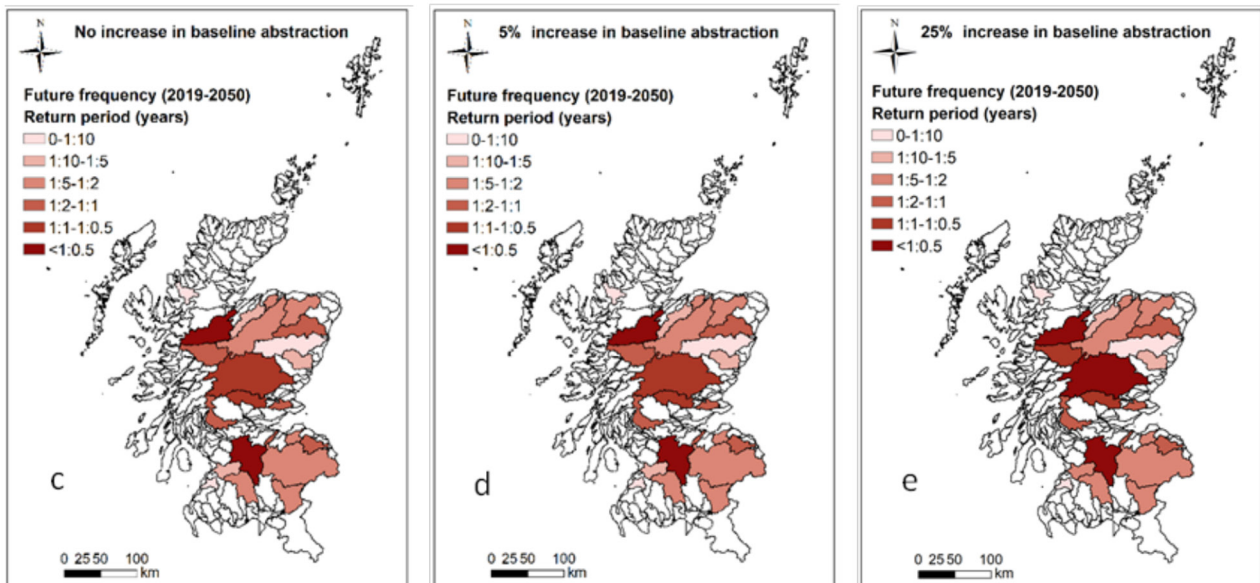 N
No increase in baseline abstraction
Future frequency (2019-2050)
Return period (years)
0-1:10
1:10-1:5
1:5-1:2
1:2-1:1
1:1-1:0.5
<1:0.5
c
0 25 50 100
km
N
5% increase in baseline abstraction
Future frequency (2019-2050)
Return period (years)
0-1:10
1:10-1:5
1:5-1:2
1:2-1:1
1:1-1:0.5
<1:0.5
d
0 25 50 100
km
N
25% increase in baseline abstraction
Future frequency (2019-2050)
Return period (years)
0-1:10
1:10-1:5
1:5-1:2
1:2-1:1
1:1-1:0.5
<1:0.5
e
0 25 50 100
km